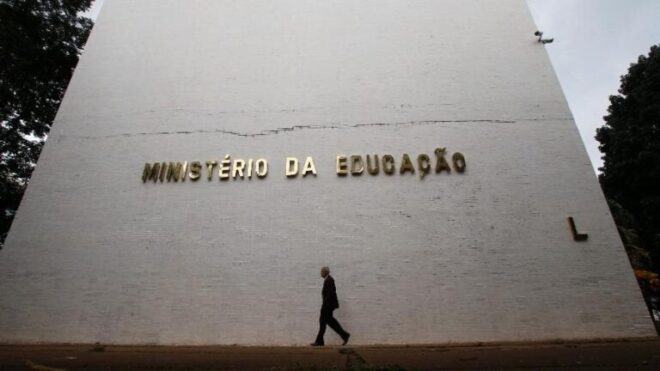 MINISTÉRIO DA EDUCAÇÃO
L